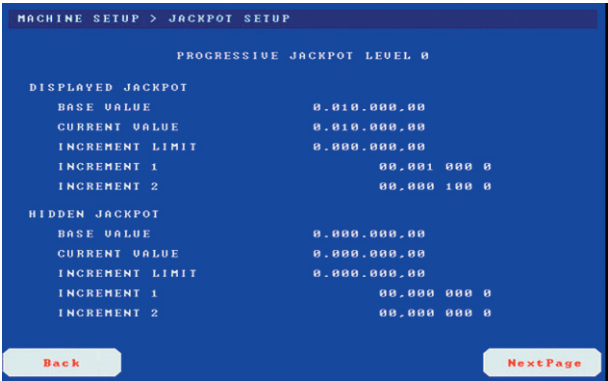 MACHINE SETUP > JACKPOT SETUP
PROGRESSIVE JACKPOT LEVEL 0
DISPLAYED JACKPOT
BASE VALUE 0.010.000,00
CURRENT VALUE 0.010.000,00
INCREMENT LIMIT 0.000.000,00
INCREMENT 1 00,001 000 0
INCREMENT 2 00,000 100 0
HIDDEN JACKPOT
BASE VALUE 0.000.000,00
CURRENT VALUE 0.000.000,00
INCREMENT LIMIT 0.000.000,00
INCREMENT 1 00,000 000 0
INCREMENT 2 00,000 000 0
Back NextPage